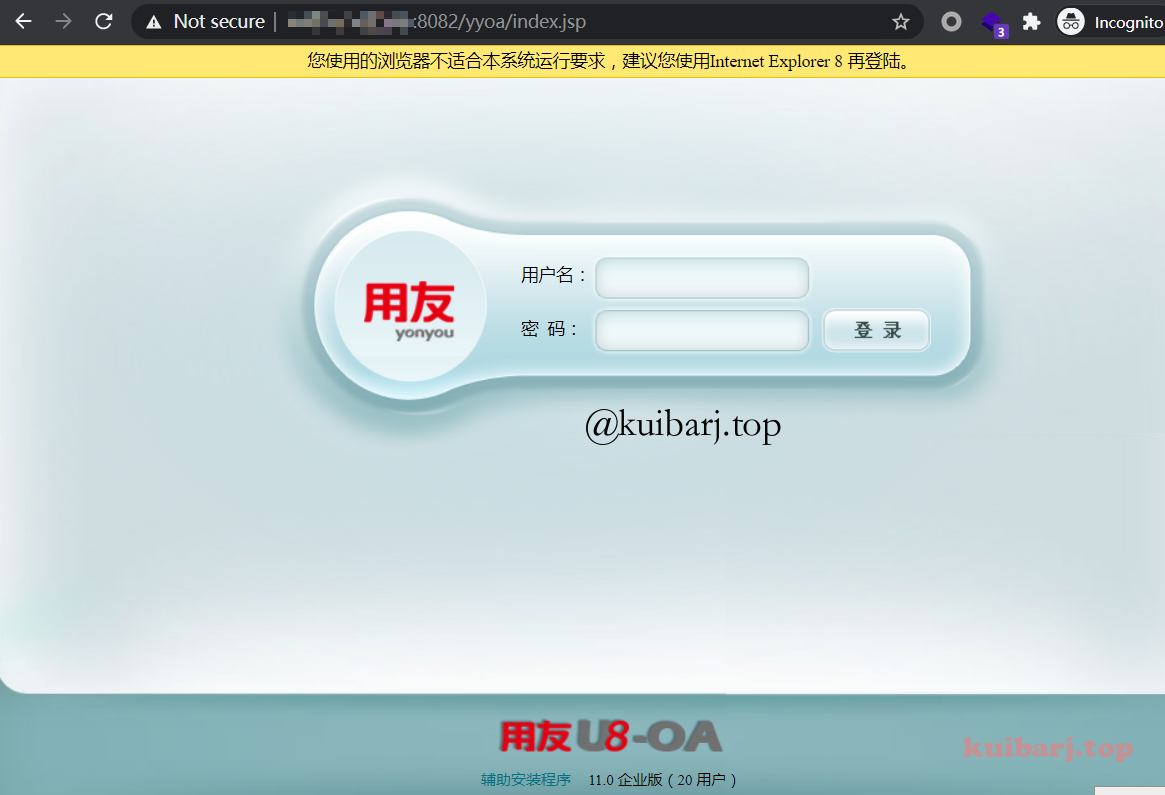 Not secure | :8082/yyoa/index.jsp
3
Incognito
您使用的浏览器不适合本系统运行要求，建议您使用Internet Explorer 8 再登陆。
用户名：
用友
yonyou
密 码： 登 录
@kuibarj.top
用友U8-OA
kuibarj.top
辅助安装程序 11.0 企业版（20 用户）